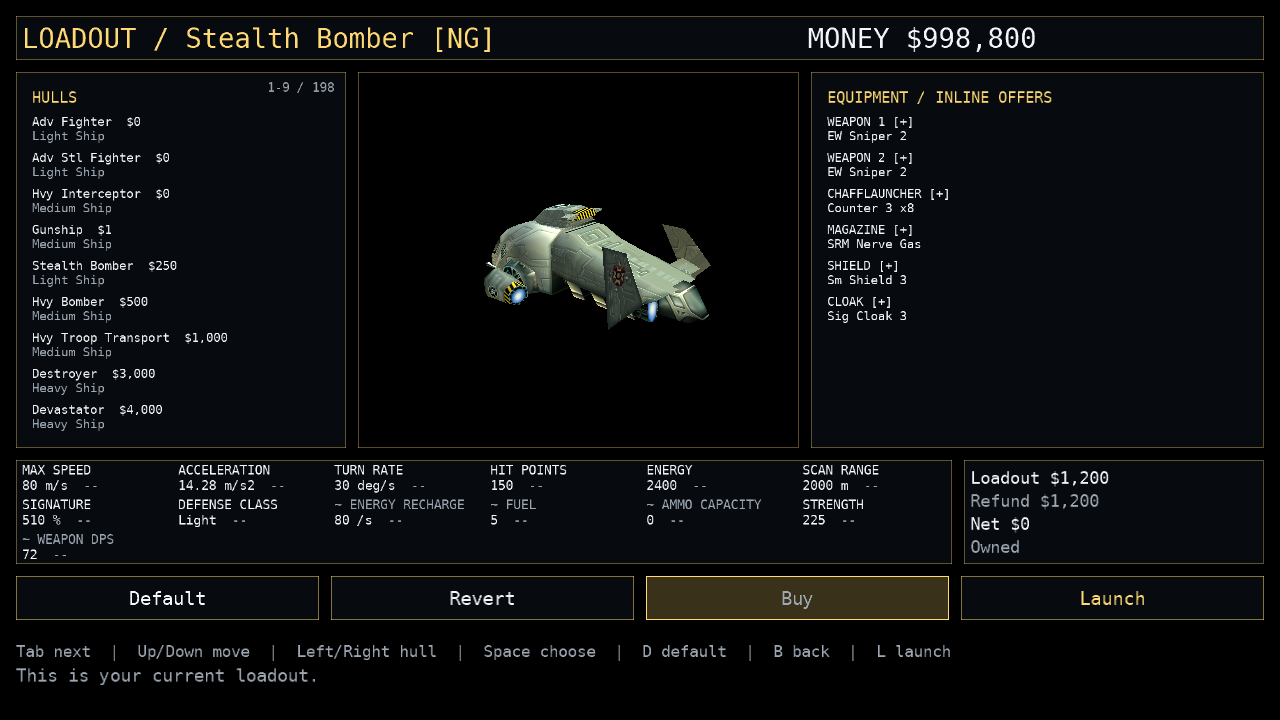 LOADOUT / Stealth Bomber [NG]
MONEY $998,800
HULLS
1-9 / 198
Adv Fighter  $0
Light Ship
Adv Stl Fighter  $0
Light Ship
Hvy Interceptor  $0
Medium Ship
Gunship  $1
Medium Ship
Stealth Bomber  $250
Light Ship
Hvy Bomber  $500
Medium Ship
Hvy Troop Transport  $1,000
Medium Ship
Destroyer  $3,000
Heavy Ship
Devastator  $4,000
Heavy Ship
EQUIPMENT / INLINE OFFERS
WEAPON 1 [+]
EW Sniper 2
WEAPON 2 [+]
EW Sniper 2
CHAFFLAUNCHER [+]
Counter 3 x8
MAGAZINE [+]
SRM Nerve Gas
SHIELD [+]
Sm Shield 3
CLOAK [+]
Sig Cloak 3
MAX SPEED
80 m/s  --
ACCELERATION
14.28 m/s2  --
TURN RATE
30 deg/s  --
HIT POINTS
150  --
ENERGY
2400  --
SCAN RANGE
2000 m  --
SIGNATURE
510 %  --
DEFENSE CLASS
Light  --
~ ENERGY RECHARGE
80 /s  --
~ FUEL
5  --
~ AMMO CAPACITY
0  --
STRENGTH
225  --
~ WEAPON DPS
72  --
Loadout $1,200
Refund $1,200
Net $0
Owned
Default
Revert
Buy
Launch
Tab next  |  Up/Down move  |  Left/Right hull  |  Space choose  |  D default  |  B back  |  L launch
This is your current loadout.